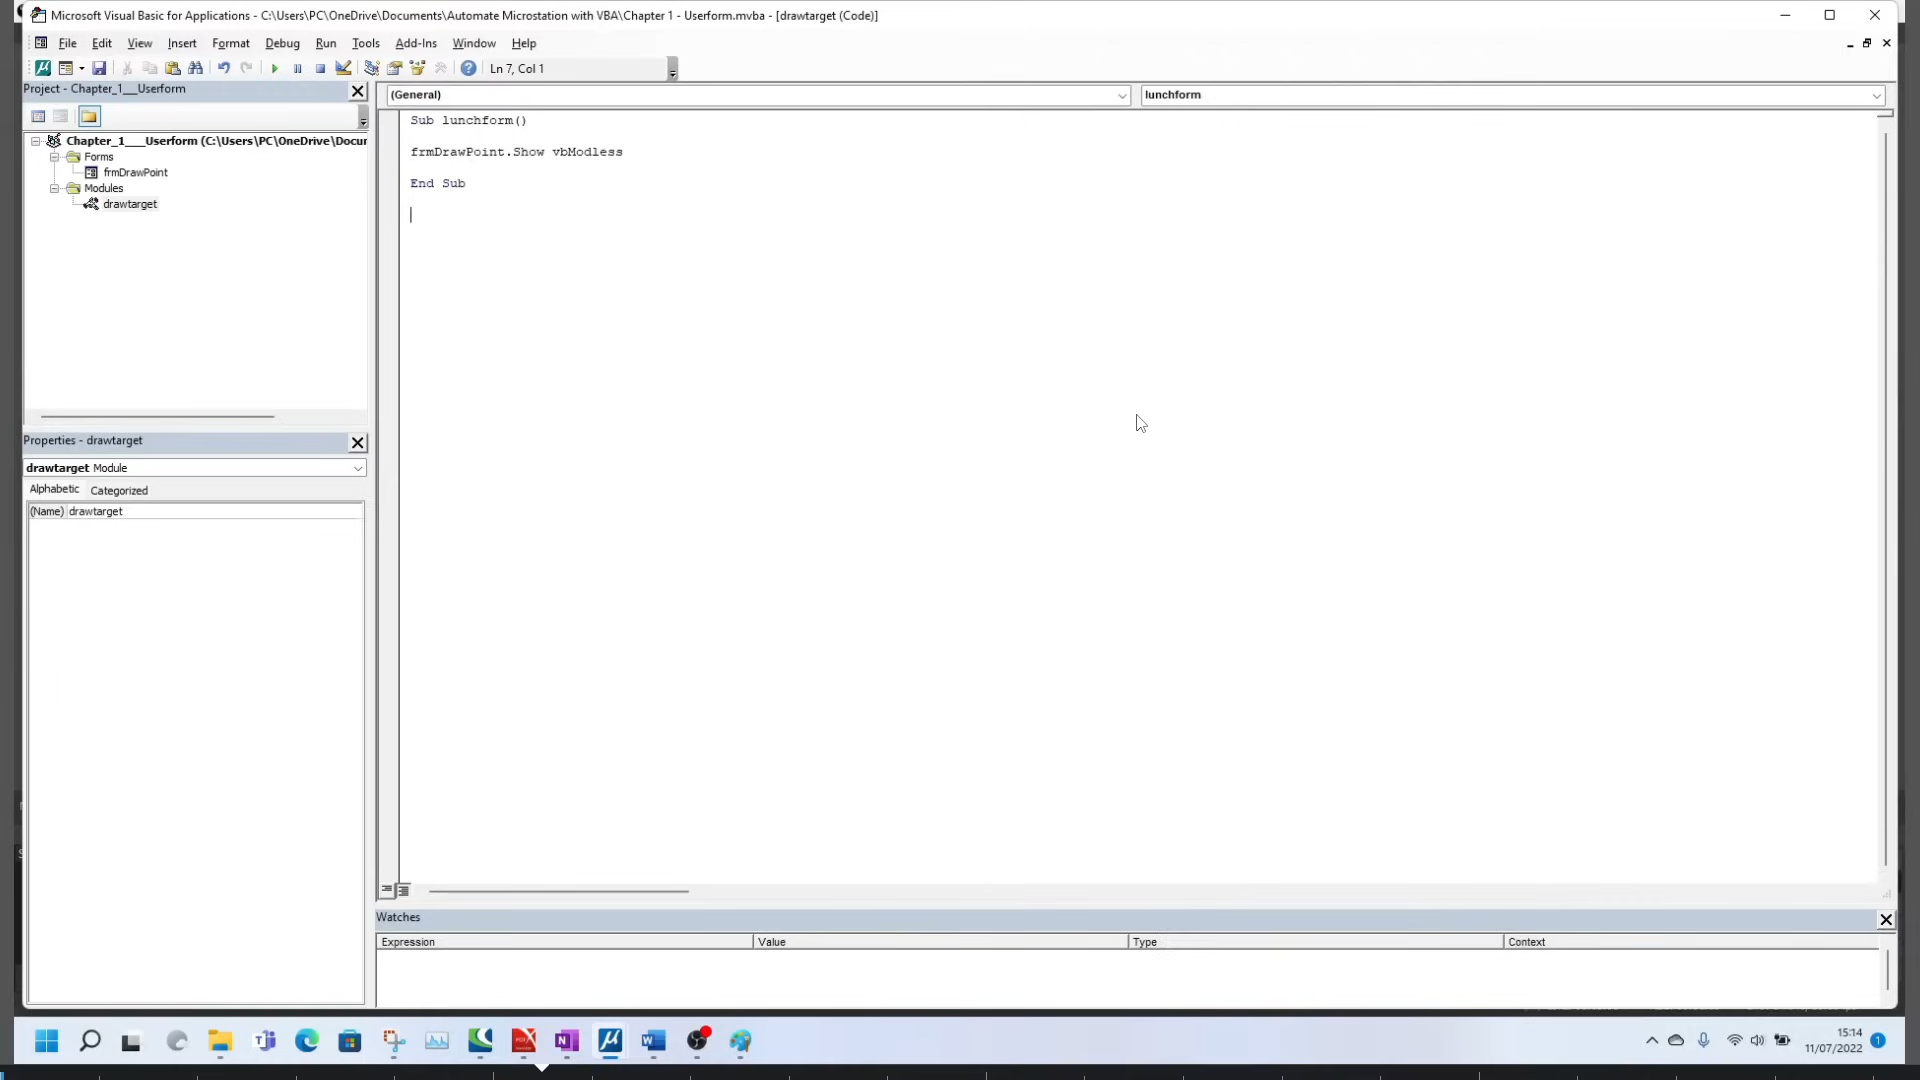 Microsoft Visual Basic for Applications - C:\Users\PC\OneDrive\Documents\Automate Microstation with VBA\Chapter 1 - Userform.mvba - [drawtarget (Code)]
File Edit View Insert Format Debug Run Tools Add-Ins Window Help
Ln 7, Col 1
Project - Chapter_1___Userform
(General) lunchform
Chapter_1___Userform (C:\Users\PC\OneDrive\Docur
Forms
frmDrawPoint
Modules
drawtarget
Sub lunchform()
frmDrawPoint.Show vbModless
End Sub
Properties - drawtarget
drawtarget Module
Alphabetic Categorized
(Name) drawtarget
Watches
Expression Value Type Context
15:14
11/07/2022
1